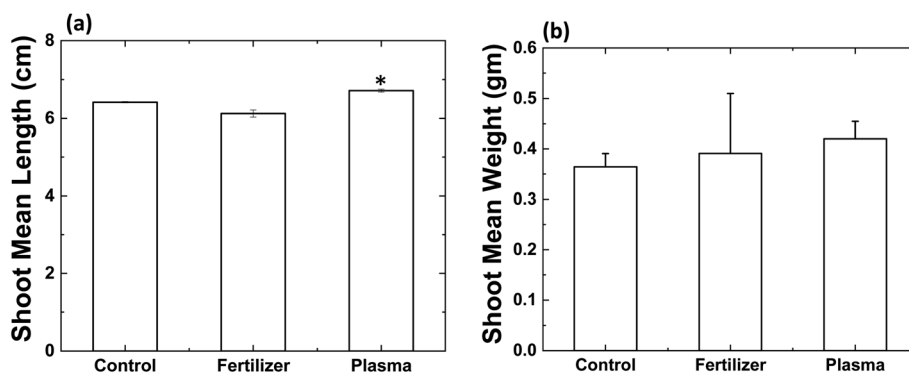 (a)
Shoot Mean Length (cm)
8
6
4
2
0
*
Control Fertilizer Plasma
(b)
Shoot Mean Weight (gm)
0.6
0.5
0.4
0.3
0.2
0.1
0.0
Control Fertilizer Plasma